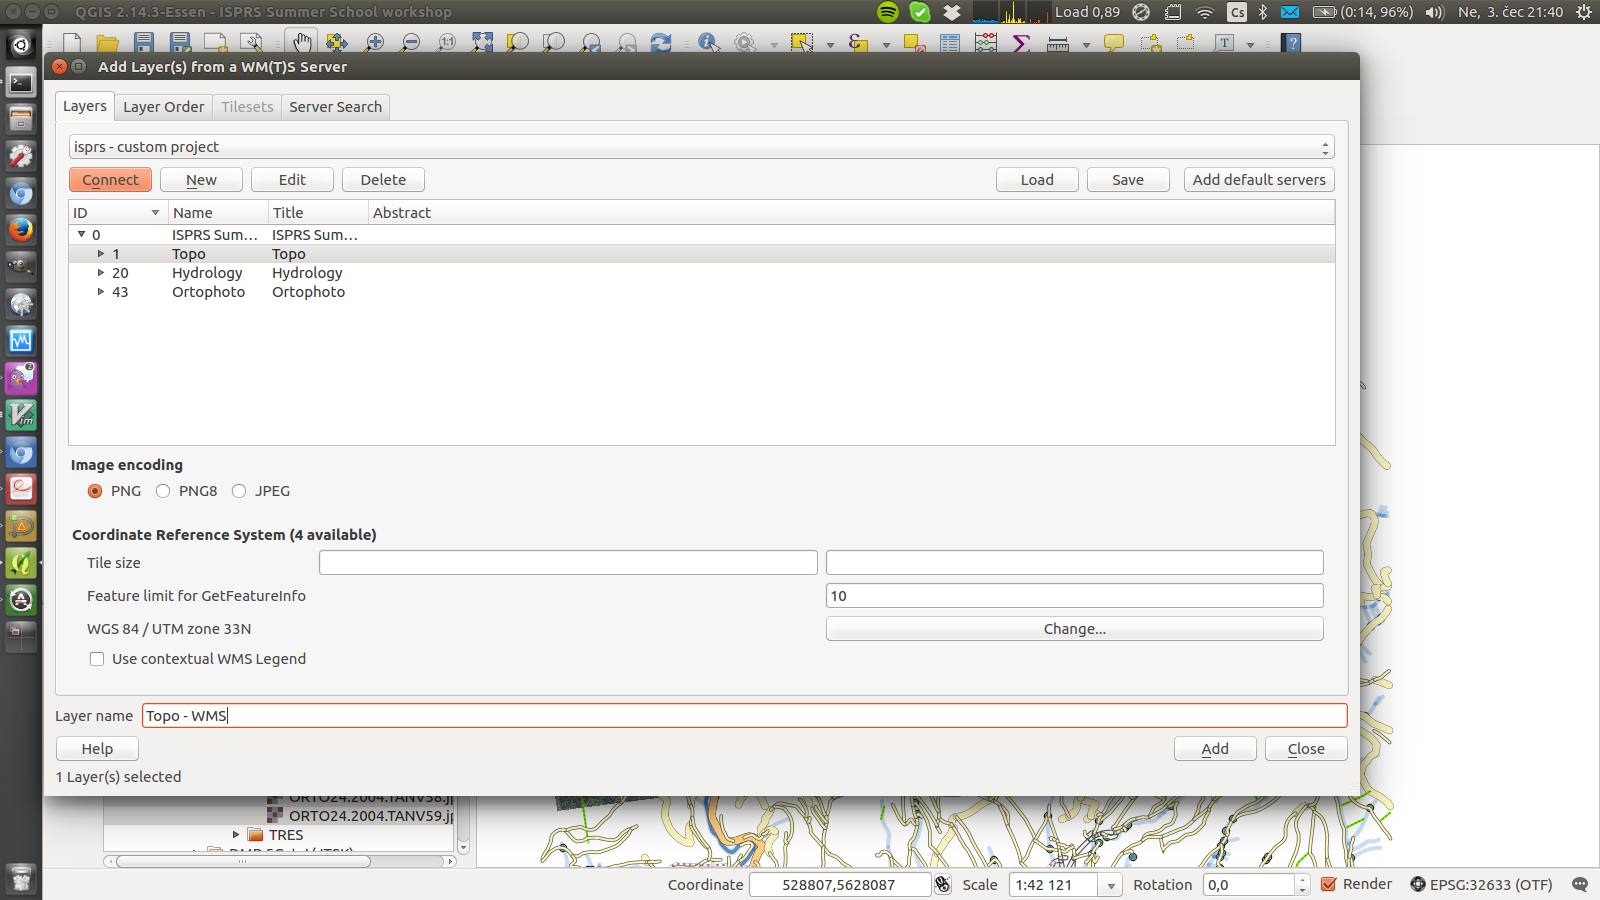 QGIS 2.14.3-Essen - ISPRS Summer School workshop
Load 0,89
Cs
(0:14, 96%)
Ne, 3. čec 21:40
Add Layer(s) from a WM(T)S Server
Layers
Layer Order
Tilesets
Server Search
isprs - custom project
Connect
New
Edit
Delete
Load
Save
Add default servers
ID Name Title Abstract
0 ISPRS Sum... ISPRS Sum...
1 Topo Topo
20 Hydrology Hydrology
43 Ortophoto Ortophoto
Image encoding
PNG PNG8 JPEG
Coordinate Reference System (4 available)
Tile size
Feature limit for GetFeatureInfo 10
WGS 84 / UTM zone 33N Change...
Use contextual WMS Legend
Layer name Topo - WMS
Help Add Close
1 Layer(s) selected
ORTO24.2004.TANV58.jp
ORTO24.2004.TANV59.jp
TRES
Coordinate 528807,5628087 Scale 1:42 121 Rotation 0,0 Render EPSG:32633 (OTF)